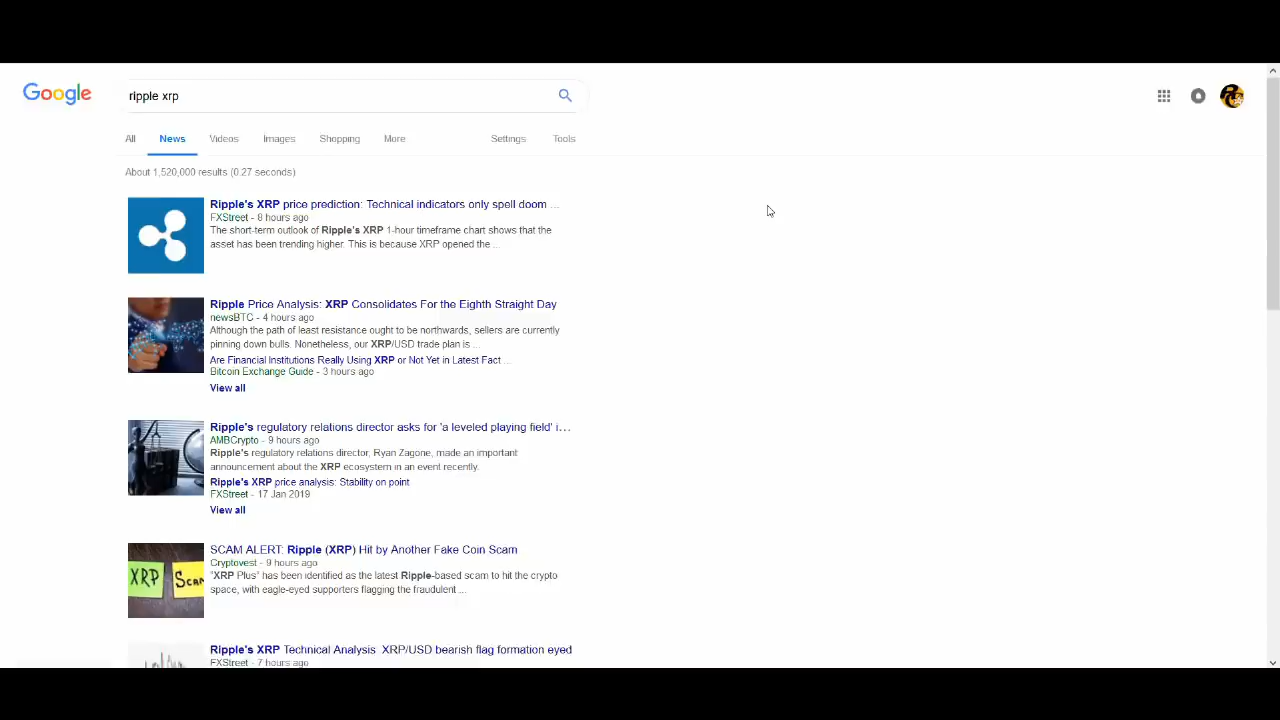 Google
ripple xrp
All News Videos Images Shopping More Settings Tools
About 1,520,000 results (0.27 seconds)
Ripple's XRP price prediction: Technical indicators only spell doom ...
FXStreet - 8 hours ago
The short-term outlook of Ripple's XRP 1-hour timeframe chart shows that the
asset has been trending higher. This is because XRP opened the ...
Ripple Price Analysis: XRP Consolidates For the Eighth Straight Day
newsBTC - 4 hours ago
Although the path of least resistance ought to be northwards, sellers are currently
pinning down bulls. Nonetheless, our XRP/USD trade plan is ...
Are Financial Institutions Really Using XRP or Not Yet in Latest Fact ...
Bitcoin Exchange Guide - 3 hours ago
View all
Ripple's regulatory relations director asks for 'a leveled playing field' i...
AMBCrypto - 9 hours ago
Ripple's regulatory relations director, Ryan Zagone, made an important
announcement about the XRP ecosystem in an event recently.
Ripple's XRP price analysis: Stability on point
FXStreet - 17 Jan 2019
View all
XRP Scam
SCAM ALERT: Ripple (XRP) Hit by Another Fake Coin Scam
Cryptovest - 9 hours ago
"XRP Plus" has been identified as the latest Ripple-based scam to hit the crypto
space, with eagle-eyed supporters flagging the fraudulent ...
Ripple's XRP Technical Analysis XRP/USD bearish flag formation eyed
FXStreet - 7 hours ago